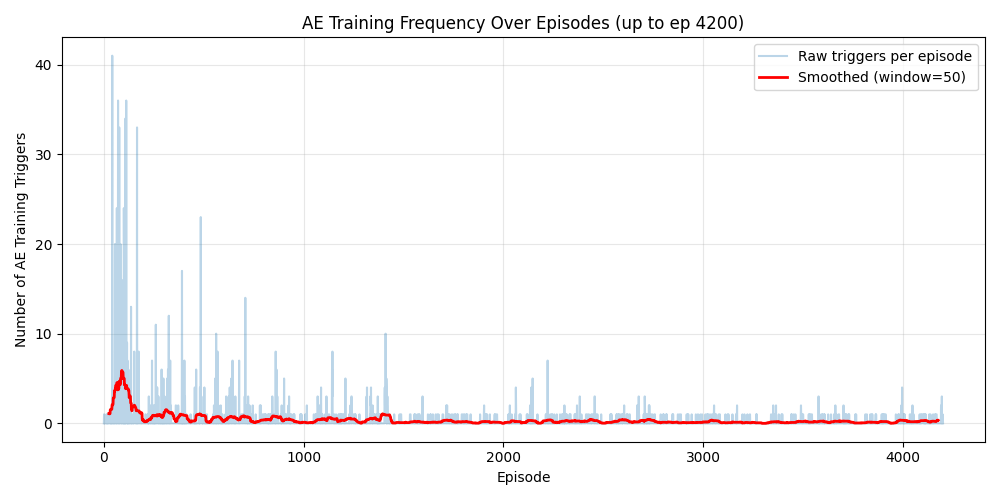 AE Training Frequency Over Episodes (up to ep 4200)
Raw triggers per episode
Smoothed (window=50)
Number of AE Training Triggers
40
30
20
10
0
0 1000 2000 3000 4000
Episode